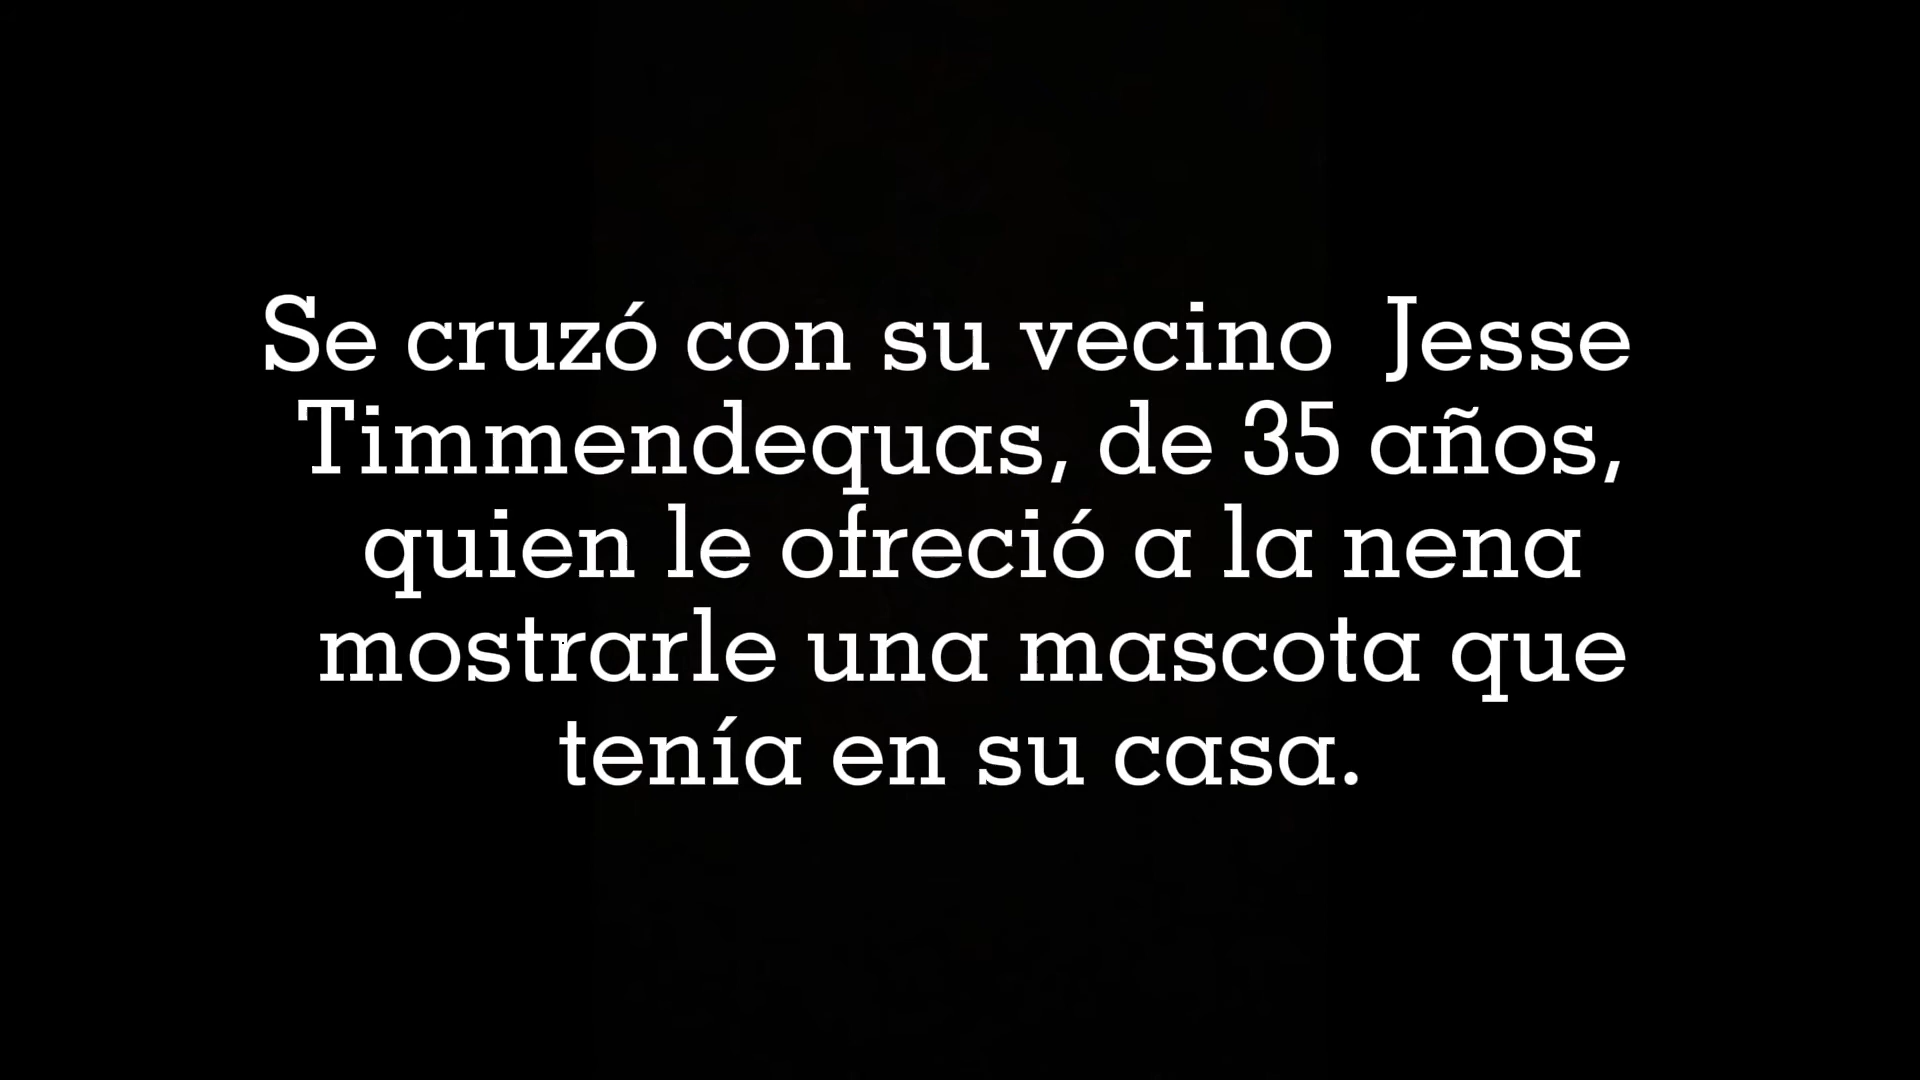 Se cruzó con su vecino  Jesse
Timmendequas, de 35 años,
quien le ofreció a la nena
mostrarle una mascota que
tenía en su casa.